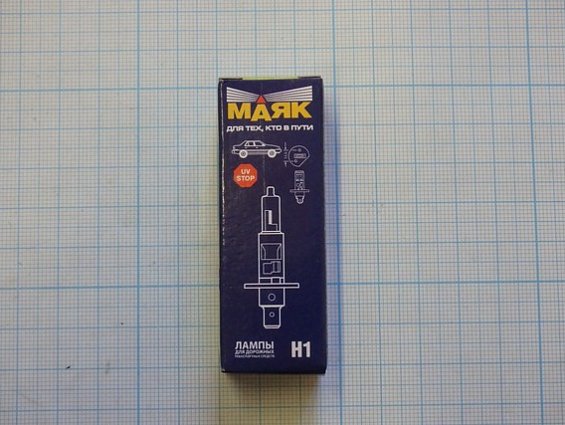 МАЯК
ДЛЯ ТЕХ, КТО В ПУТИ
UV
STOP
ЛАМПЫ
ДЛЯ ДОРОЖНЫХ
ТРАНСПОРТНЫХ СРЕДСТВ
H1